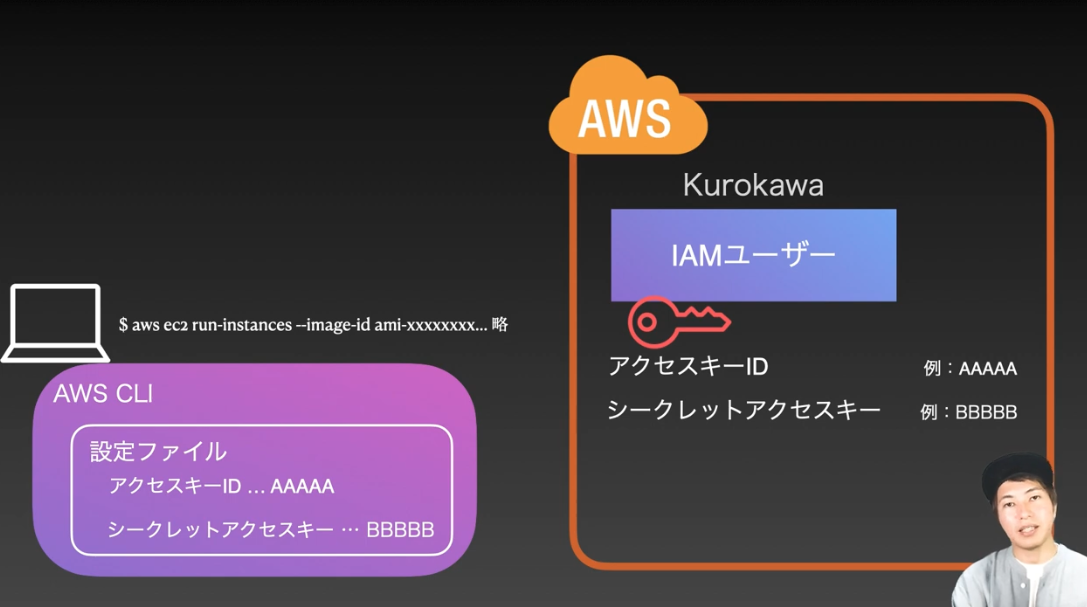 AWS
Kurokawa
IAMユーザー
$ aws ec2 run-instances --image-id ami-xxxxxxxx... 略
AWS CLI
設定ファイル
アクセスキーID … AAAAA
シークレットアクセスキー … BBBBB
アクセスキーID 例：AAAAA
シークレットアクセスキー 例：BBBBB